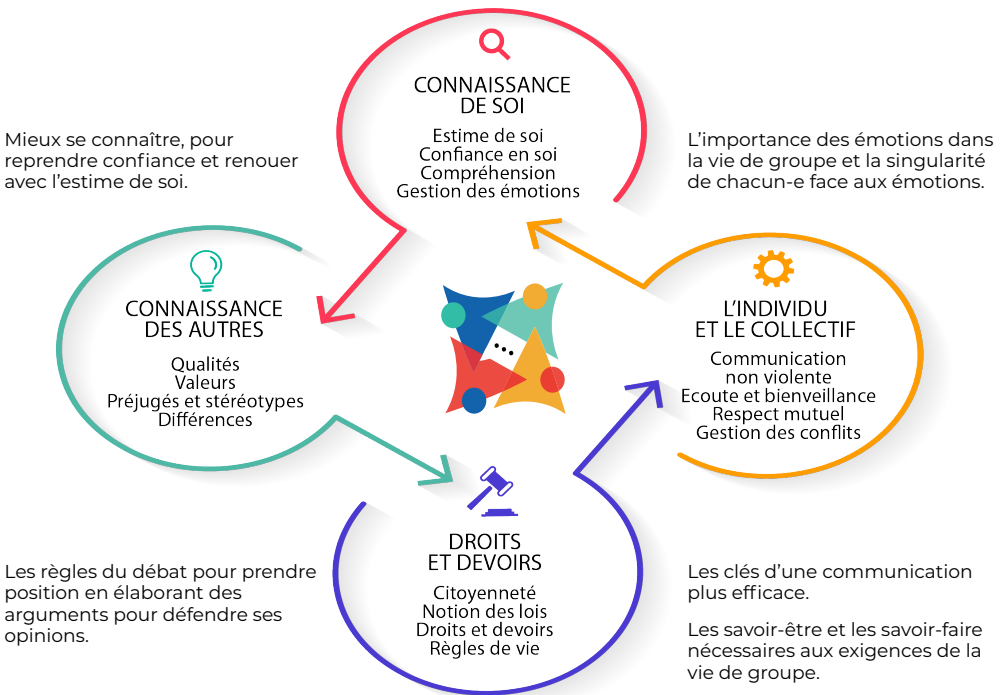 CONNAISSANCE
DE SOI
Estime de soi
Confiance en soi
Compréhension
Gestion des émotions
Mieux se connaître, pour
reprendre confiance et renouer
avec l’estime de soi.
L’importance des émotions dans
la vie de groupe et la singularité
de chacun-e face aux émotions.
CONNAISSANCE
DES AUTRES
Qualités
Valeurs
Préjugés et stéréotypes
Différences
L’INDIVIDU
ET LE COLLECTIF
Communication
non violente
Ecoute et bienveillance
Respect mutuel
Gestion des conflits
DROITS
ET DEVOIRS
Citoyenneté
Notion des lois
Droits et devoirs
Règles de vie
Les règles du débat pour prendre
position en élaborant des
arguments pour défendre ses
opinions.
Les clés d’une communication
plus efficace.
Les savoir-être et les savoir-faire
nécessaires aux exigences de la
vie de groupe.